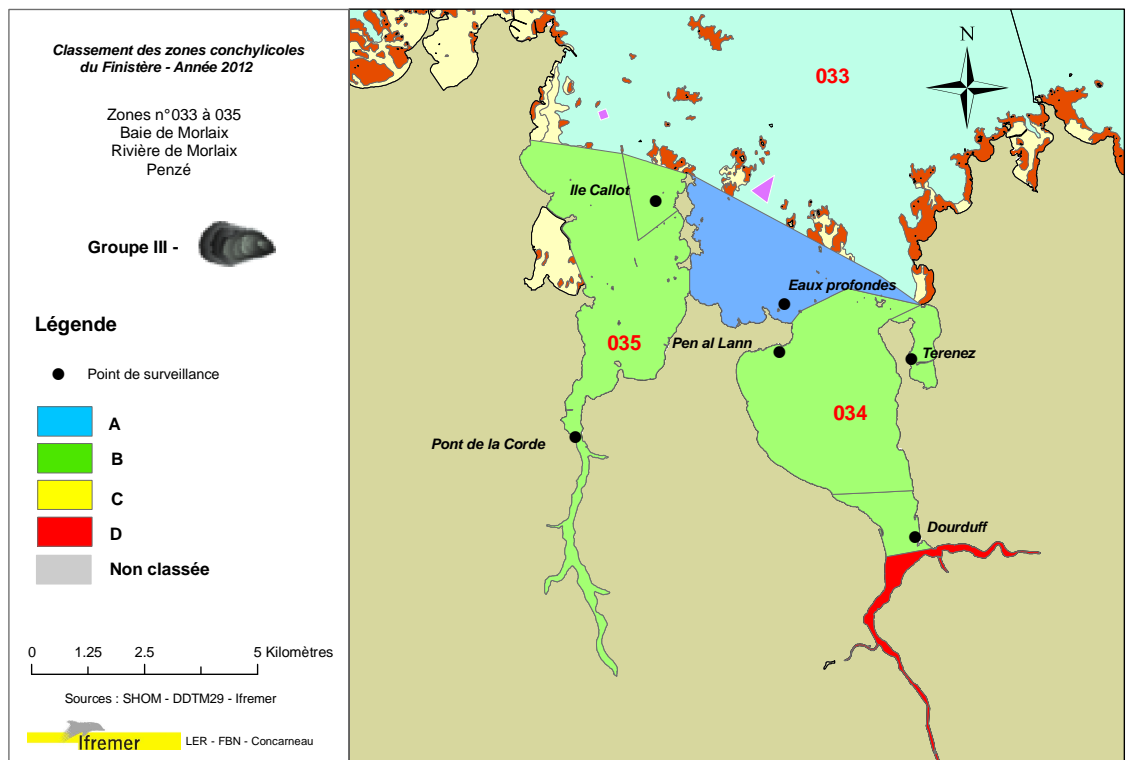 Classement des zones conchylicoles
du Finistère - Année 2012
Zones n°033 à 035
Baie de Morlaix
Rivière de Morlaix
Penzé
Groupe III -
Légende
Point de surveillance
A
B
C
D
Non classée
0 1.25 2.5 5 Kilomètres
Sources : SHOM - DDTM29 - Ifremer
Ifremer
LER - FBN - Concarneau
033
N
Ile Callot
Eaux profondes
035
Pen al Lann
Terenez
034
Pont de la Corde
Dourduff